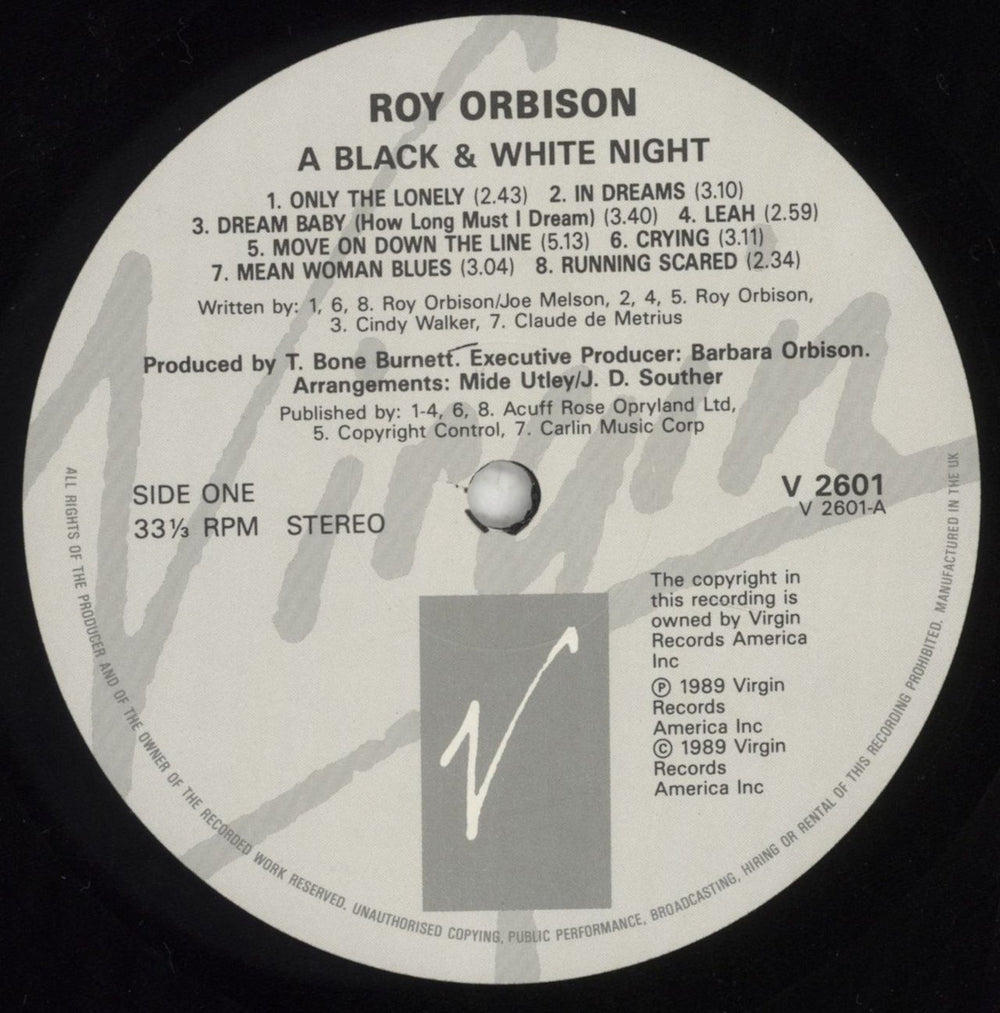 ROY ORBISON
A BLACK & WHITE NIGHT
1. ONLY THE LONELY (2.43) 2. IN DREAMS (3.10)
3. DREAM BABY (How Long Must I Dream) (3.40) 4. LEAH (2.59)
5. MOVE ON DOWN THE LINE (5.13) 6. CRYING (3.11)
7. MEAN WOMAN BLUES (3.04) 8. RUNNING SCARED (2.34)
Written by: 1, 6, 8. Roy Orbison/Joe Melson, 2, 4, 5. Roy Orbison,
3. Cindy Walker, 7. Claude de Metrius
Produced by T. Bone Burnett. Executive Producer: Barbara Orbison.
Arrangements: Mide Utley/J. D. Souther
Published by: 1-4, 6, 8. Acuff Rose Opryland Ltd,
5. Copyright Control, 7. Carlin Music Corp
SIDE ONE
33⅓ RPM STEREO
V 2601
V 2601-A
The copyright in
this recording is
owned by Virgin
Records America
Inc
Ⓟ 1989 Virgin
Records
America Inc
© 1989 Virgin
Records
America Inc
ALL RIGHTS OF THE PRODUCER AND OF THE OWNER OF THE RECORDED WORK RESERVED. UNAUTHORISED COPYING, PUBLIC PERFORMANCE, BROADCASTING, HIRING OR RENTAL OF THIS RECORDING PROHIBITED. MANUFACTURED IN THE UK
Virgin
V